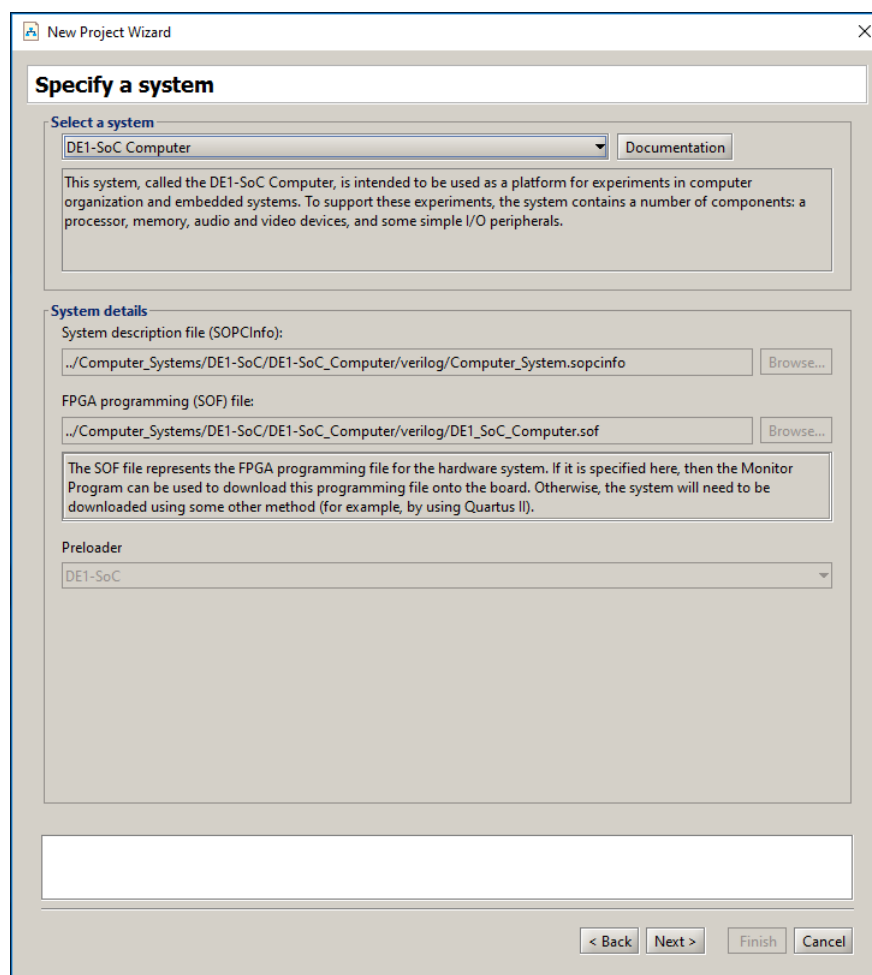 New Project Wizard
Specify a system
Select a system
DE1-SoC Computer
Documentation
This system, called the DE1-SoC Computer, is intended to be used as a platform for experiments in computer
organization and embedded systems. To support these experiments, the system contains a number of components: a
processor, memory, audio and video devices, and some simple I/O peripherals.
System details
System description file (SOPCInfo):
../Computer_Systems/DE1-SoC/DE1-SoC_Computer/verilog/Computer_System.sopcinfo
Browse...
FPGA programming (SOF) file:
../Computer_Systems/DE1-SoC/DE1-SoC_Computer/verilog/DE1_SoC_Computer.sof
Browse...
The SOF file represents the FPGA programming file for the hardware system. If it is specified here, then the Monitor
Program can be used to download this programming file onto the board. Otherwise, the system will need to be
downloaded using some other method (for example, by using Quartus II).
Preloader
DE1-SoC
< Back
Next >
Finish
Cancel